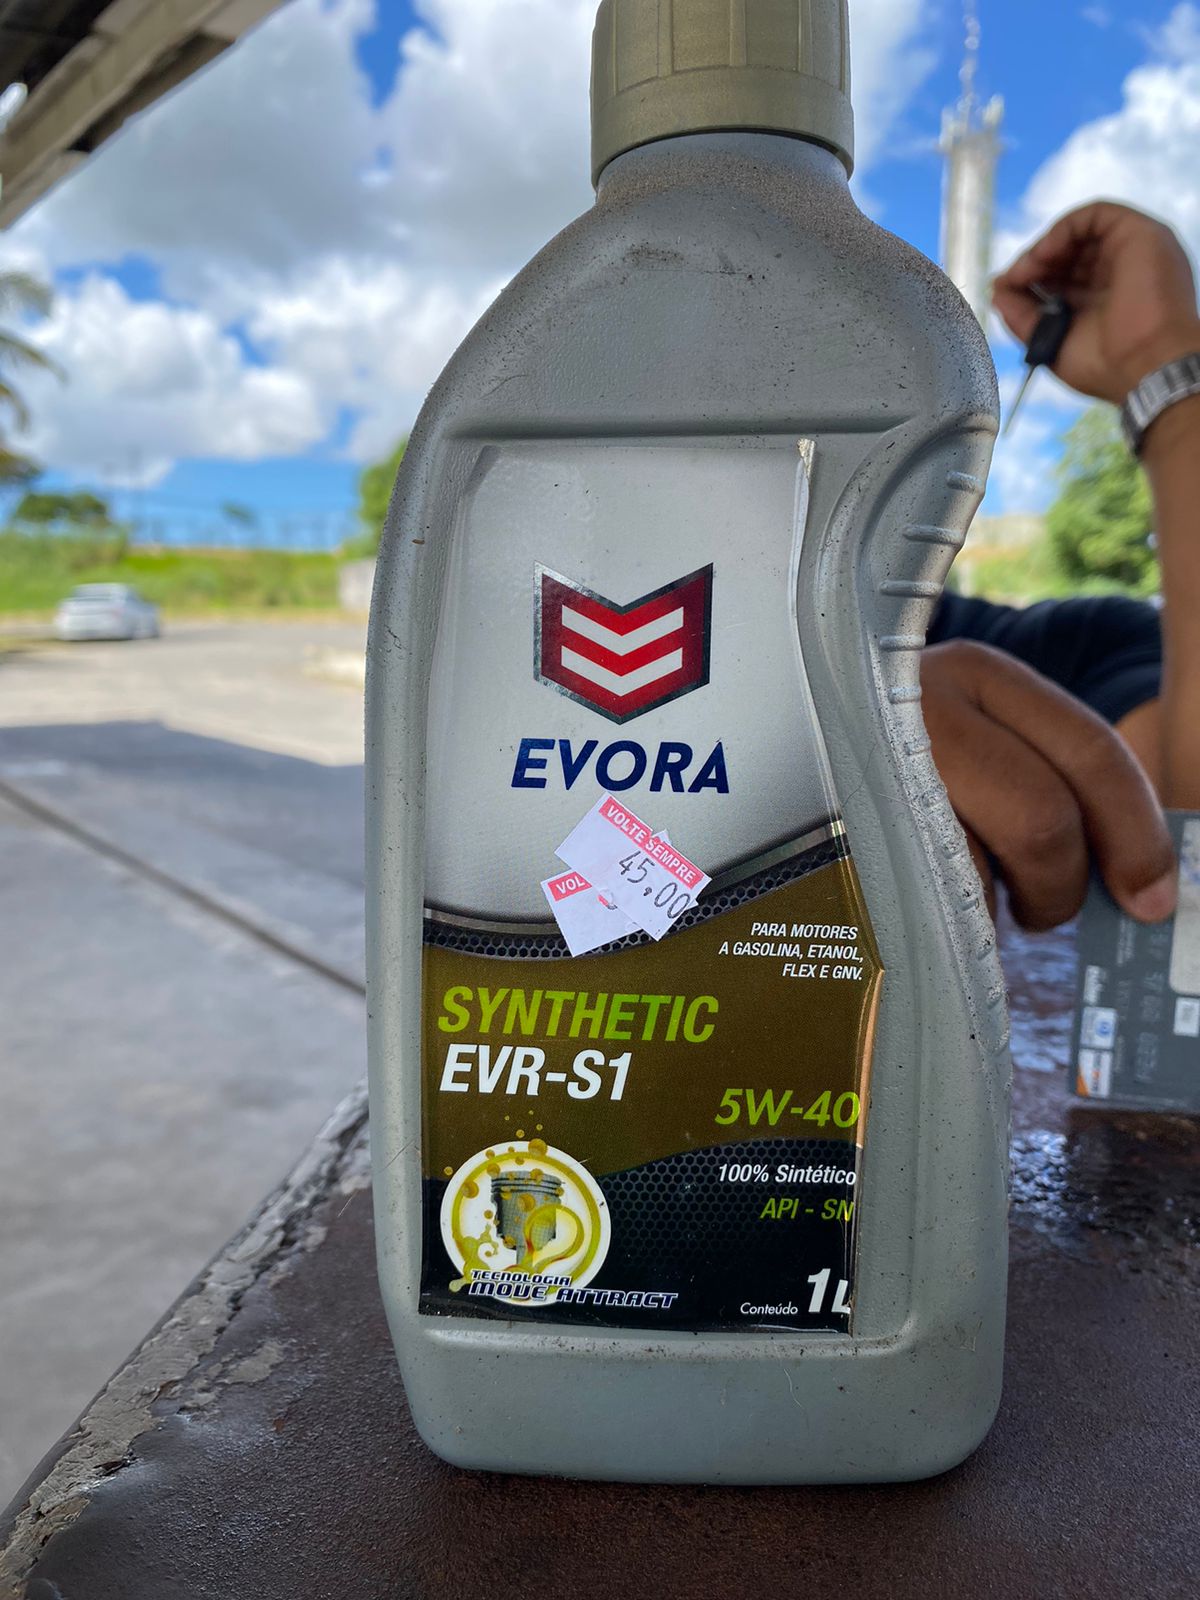 EVORA
VOLTE SEMPRE
45,00
VOL
PARA MOTORES
A GASOLINA, ETANOL,
FLEX E GNV.
SYNTHETIC
EVR-S1
5W-40
100% Sintético
API - SN
TECNOLOGIA
MOVE ATTRACT
Conteúdo 1L